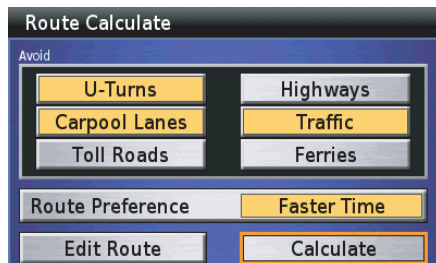 Route Calculate
Avoid
U-Turns Highways
Carpool Lanes Traffic
Toll Roads Ferries
Route Preference Faster Time
Edit Route Calculate